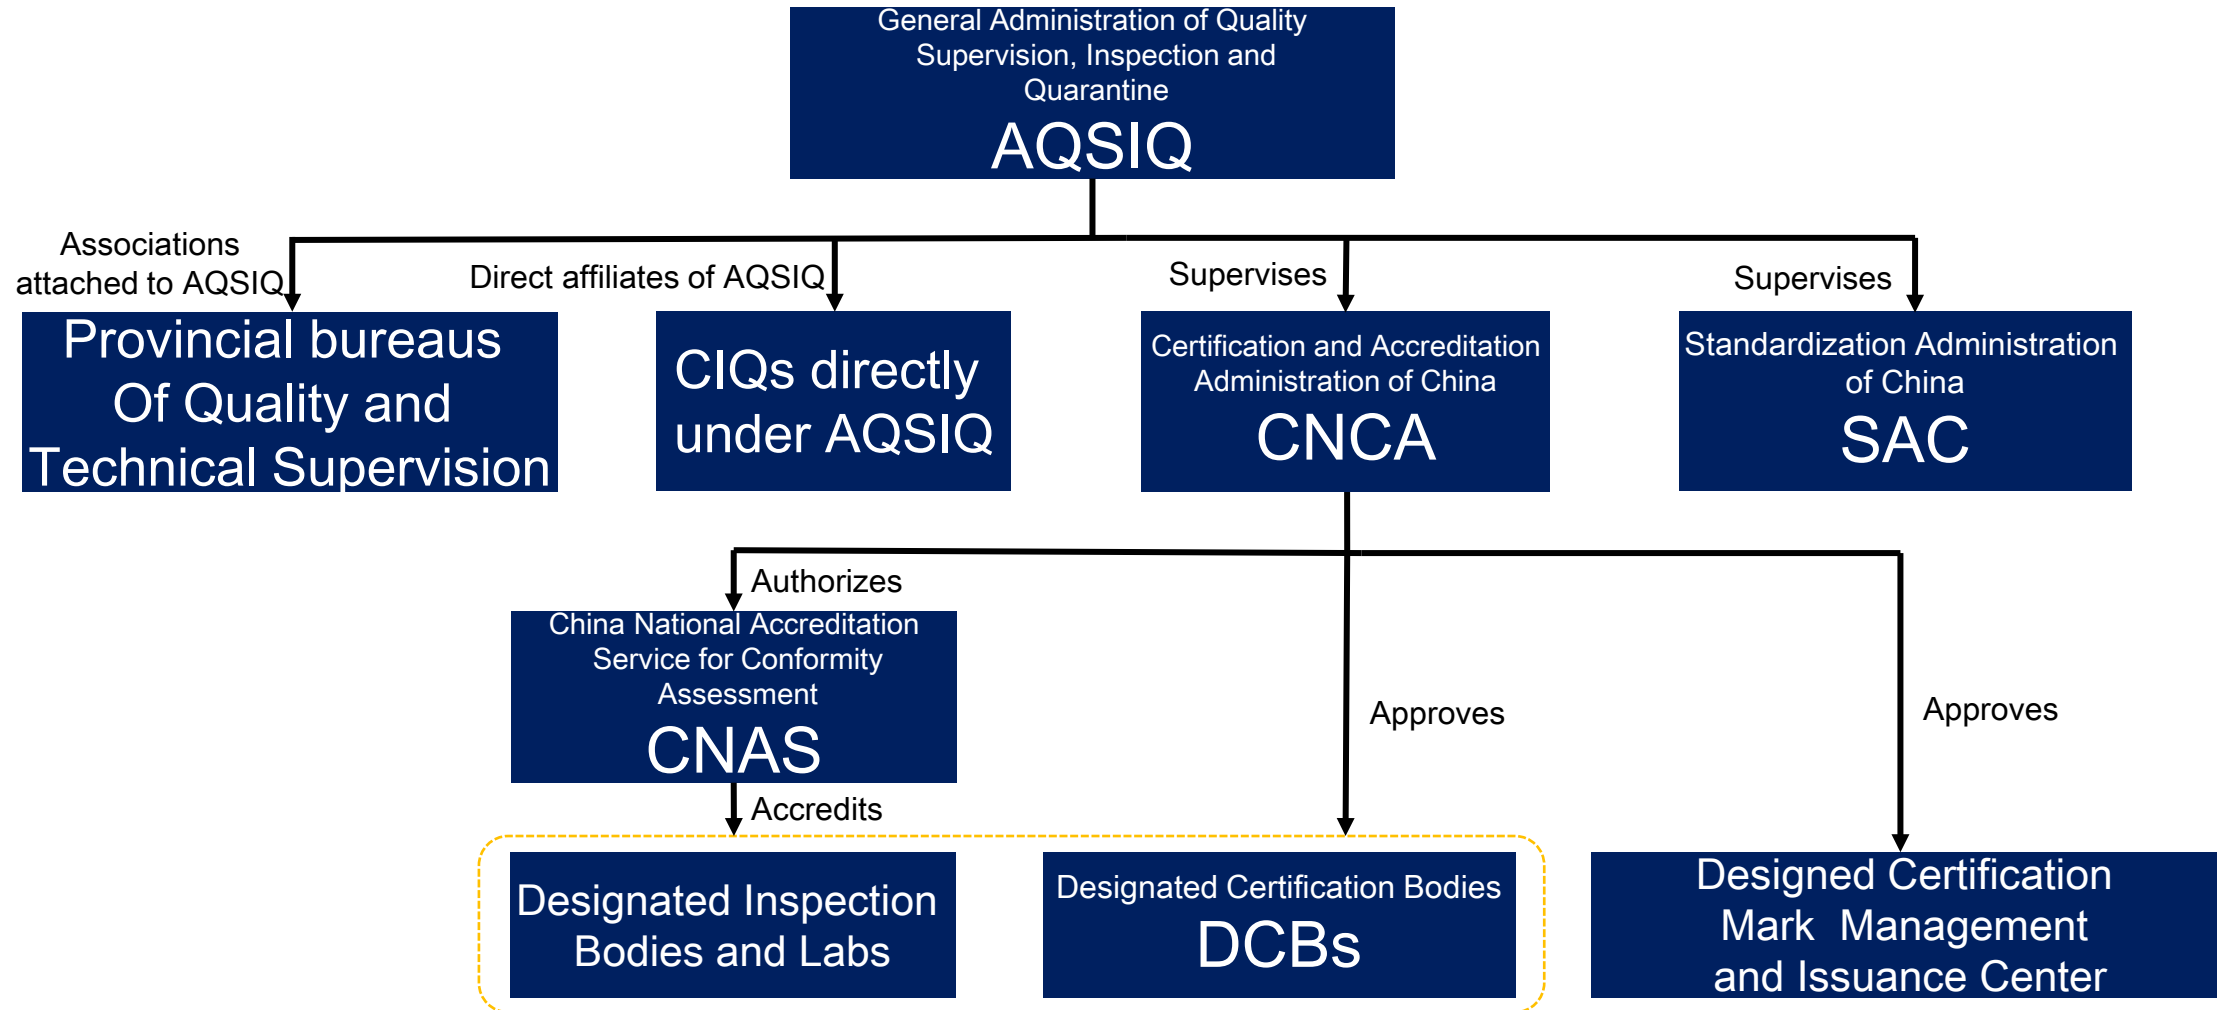 General Administration of Quality
Supervision, Inspection and
Quarantine
AQSIQ
Associations
attached to AQSIQ
Direct affiliates of AQSIQ
Supervises
Supervises
Provincial bureaus
Of Quality and
Technical Supervision
CIQs directly
under AQSIQ
Certification and Accreditation
Administration of China
CNCA
Standardization Administration
of China
SAC
Authorizes
China National Accreditation
Service for Conformity
Assessment
CNAS
Approves
Approves
Accredits
Designated Inspection
Bodies and Labs
Designated Certification Bodies
DCBs
Designed Certification
Mark  Management
and Issuance Center